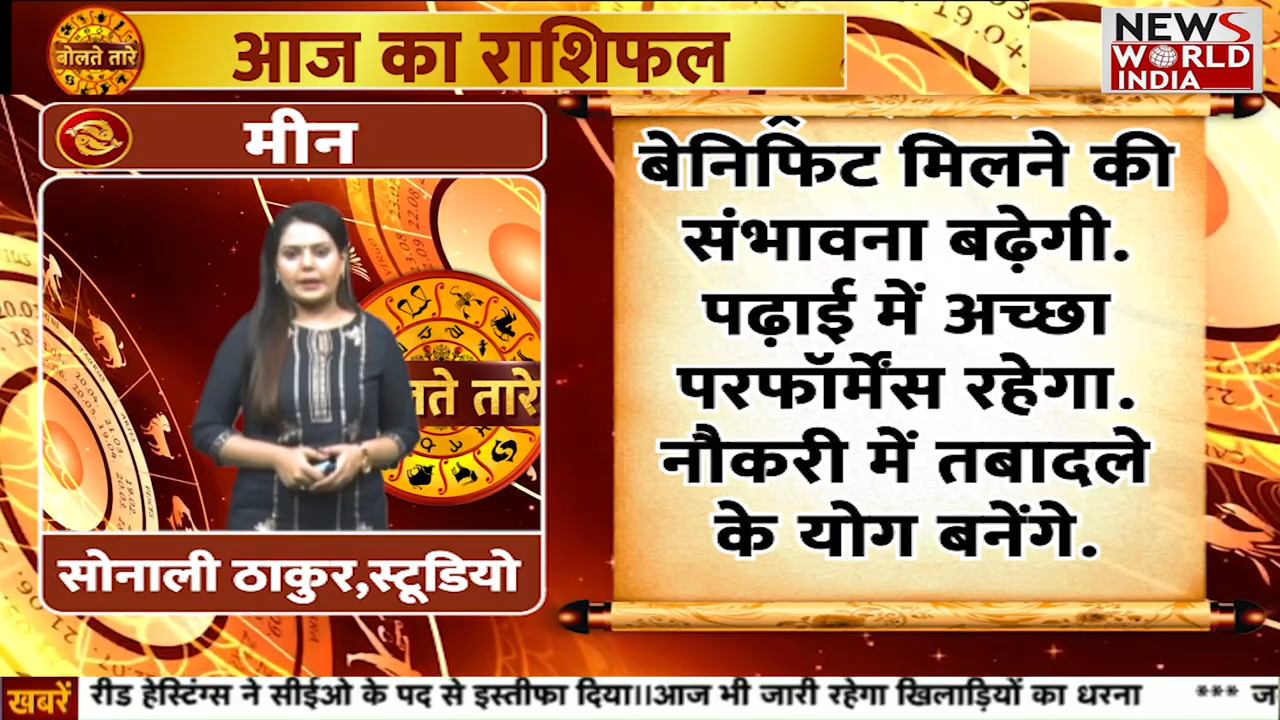 बोलते तारे
आज का राशिफल
NEWS
WORLD
INDIA
मीन
बेनिफिट मिलने की
संभावना बढ़ेगी.
पढ़ाई में अच्छा
परफॉर्मेंस रहेगा.
नौकरी में तबादले
के योग बनेंगे.
लते तारे
सोनाली ठाकुर,स्टूडियो
खबरें
रीड हेस्टिंग्स ने सीईओ के पद से इस्तीफा दिया।।आज भी जारी रहेगा खिलाड़ियों का धरना *** ज